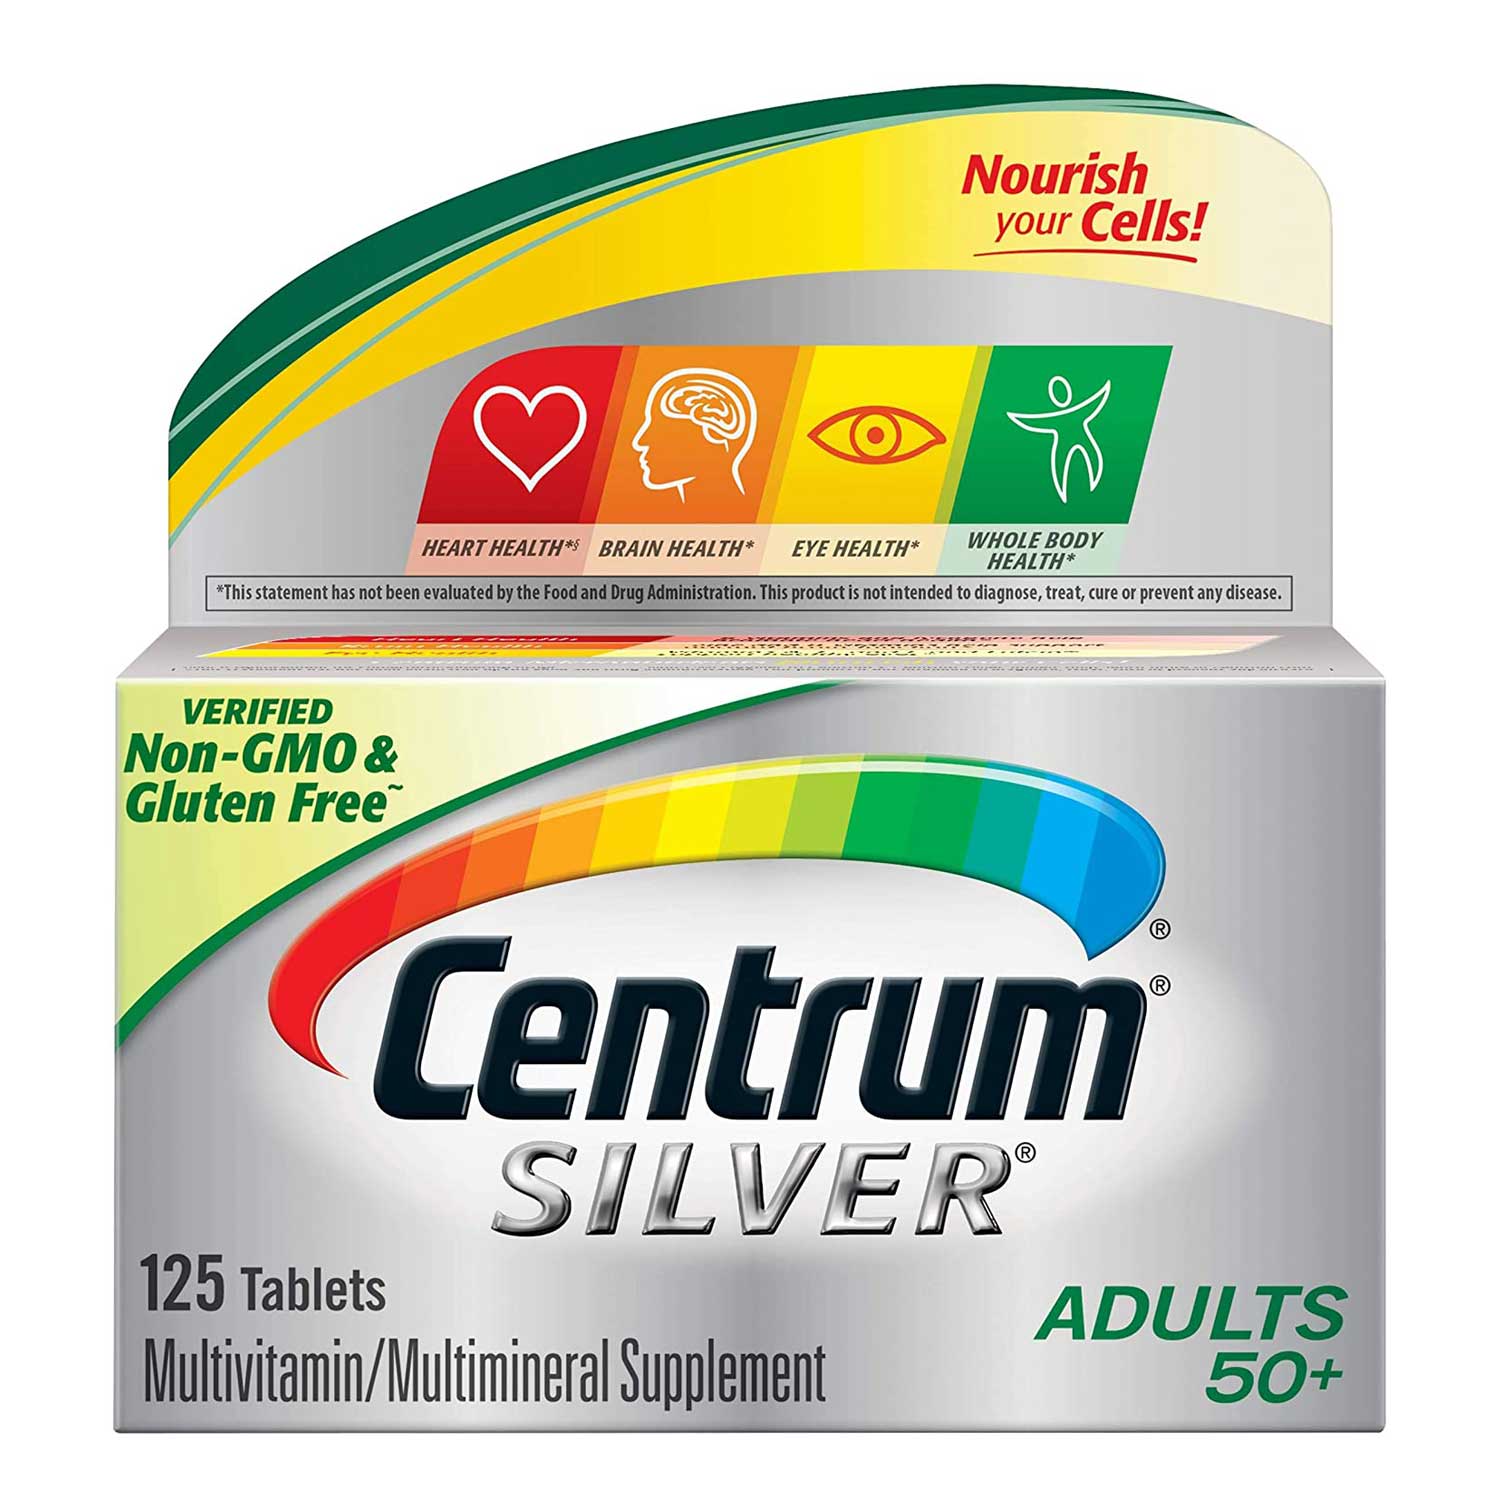 Nourish
your Cells!
HEART HEALTH*§ BRAIN HEALTH* EYE HEALTH* WHOLE BODY
HEALTH*
*This statement has not been evaluated by the Food and Drug Administration. This product is not intended to diagnose, treat, cure or prevent any disease.
VERIFIED
Non-GMO &
Gluten Free~
Centrum®
SILVER®
125 Tablets
Multivitamin/Multimineral Supplement
ADULTS
50+